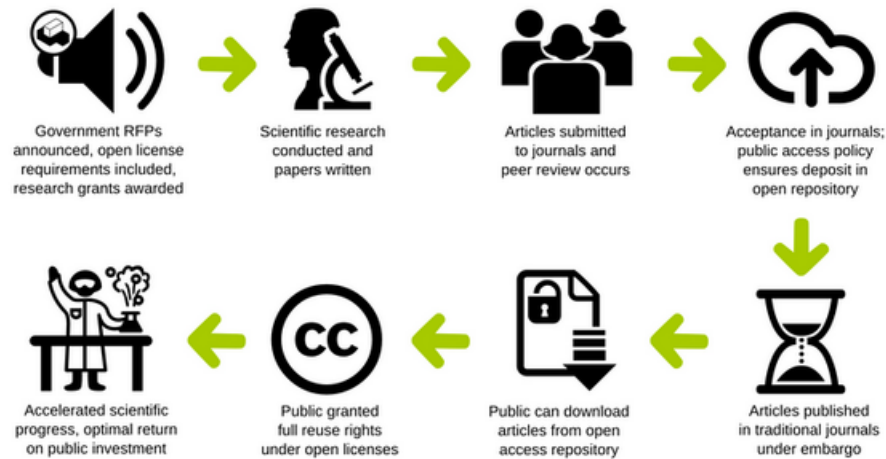 Government RFPs
announced, open license
requirements included,
research grants awarded
Scientific research
conducted and
papers written
Articles submitted
to journals and
peer review occurs
Acceptance in journals;
public access policy
ensures deposit in
open repository
Articles published
in traditional journals
under embargo
Public can download
articles from open
access repository
cc
Public granted
full reuse rights
under open licenses
Accelerated scientific
progress, optimal return
on public investment